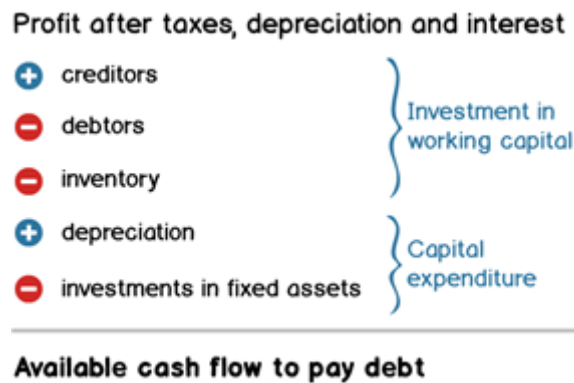 Profit after taxes, depreciation and interest
+ creditors
- debtors
- inventory
Investment in
working capital
+ depreciation
- investments in fixed assets
Capital
expenditure
Available cash flow to pay debt